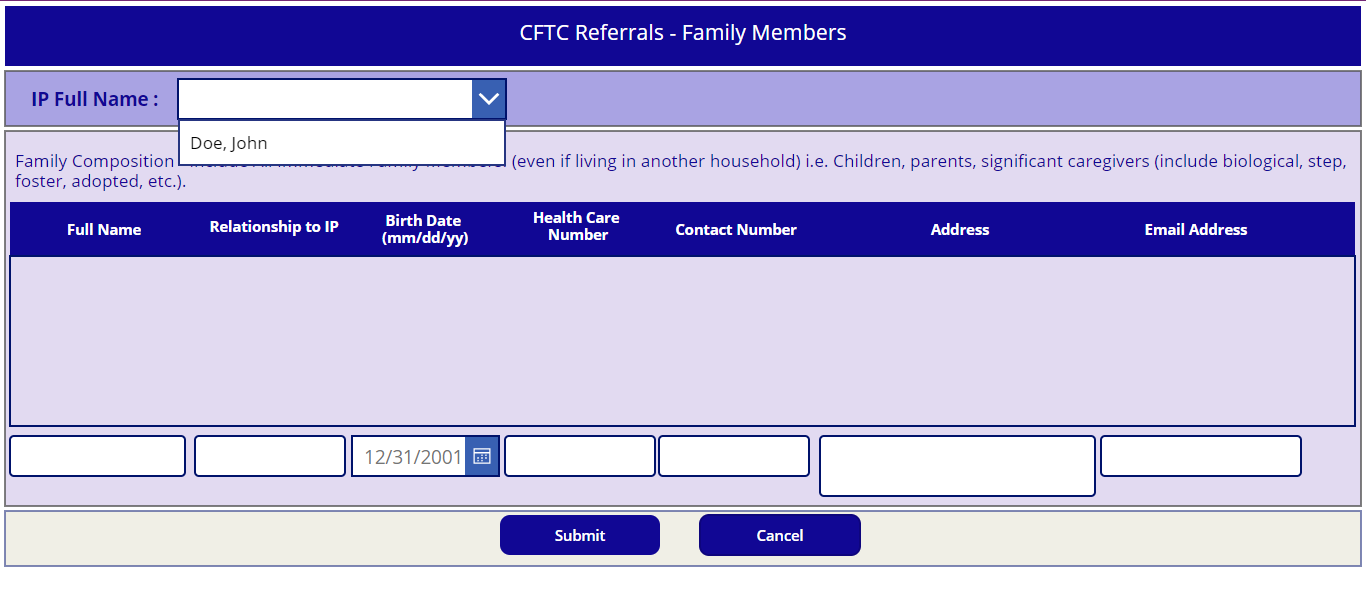 CFTC Referrals - Family Members
IP Full Name :
Doe, John
Family Composition (even if living in another household) i.e. Children, parents, significant caregivers (include biological, step,
foster, adopted, etc.).
Full Name Relationship to IP Birth Date Health Care Contact Number Address Email Address
(mm/dd/yy) Number
12/31/2001
Submit Cancel